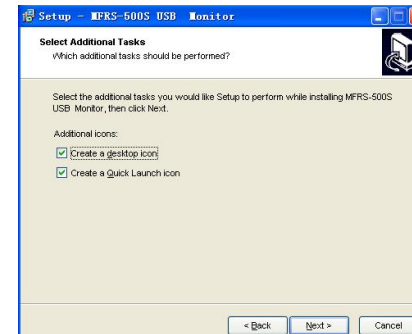 Setup - MFRS-500S USB Monitor
Select Additional Tasks
Which additional tasks should be performed?
Select the additional tasks you would like Setup to perform while installing MFRS-500S
USB Monitor, then click Next.
Additional icons:
Create a desktop icon
Create a Quick Launch icon
< Back
Next >
Cancel